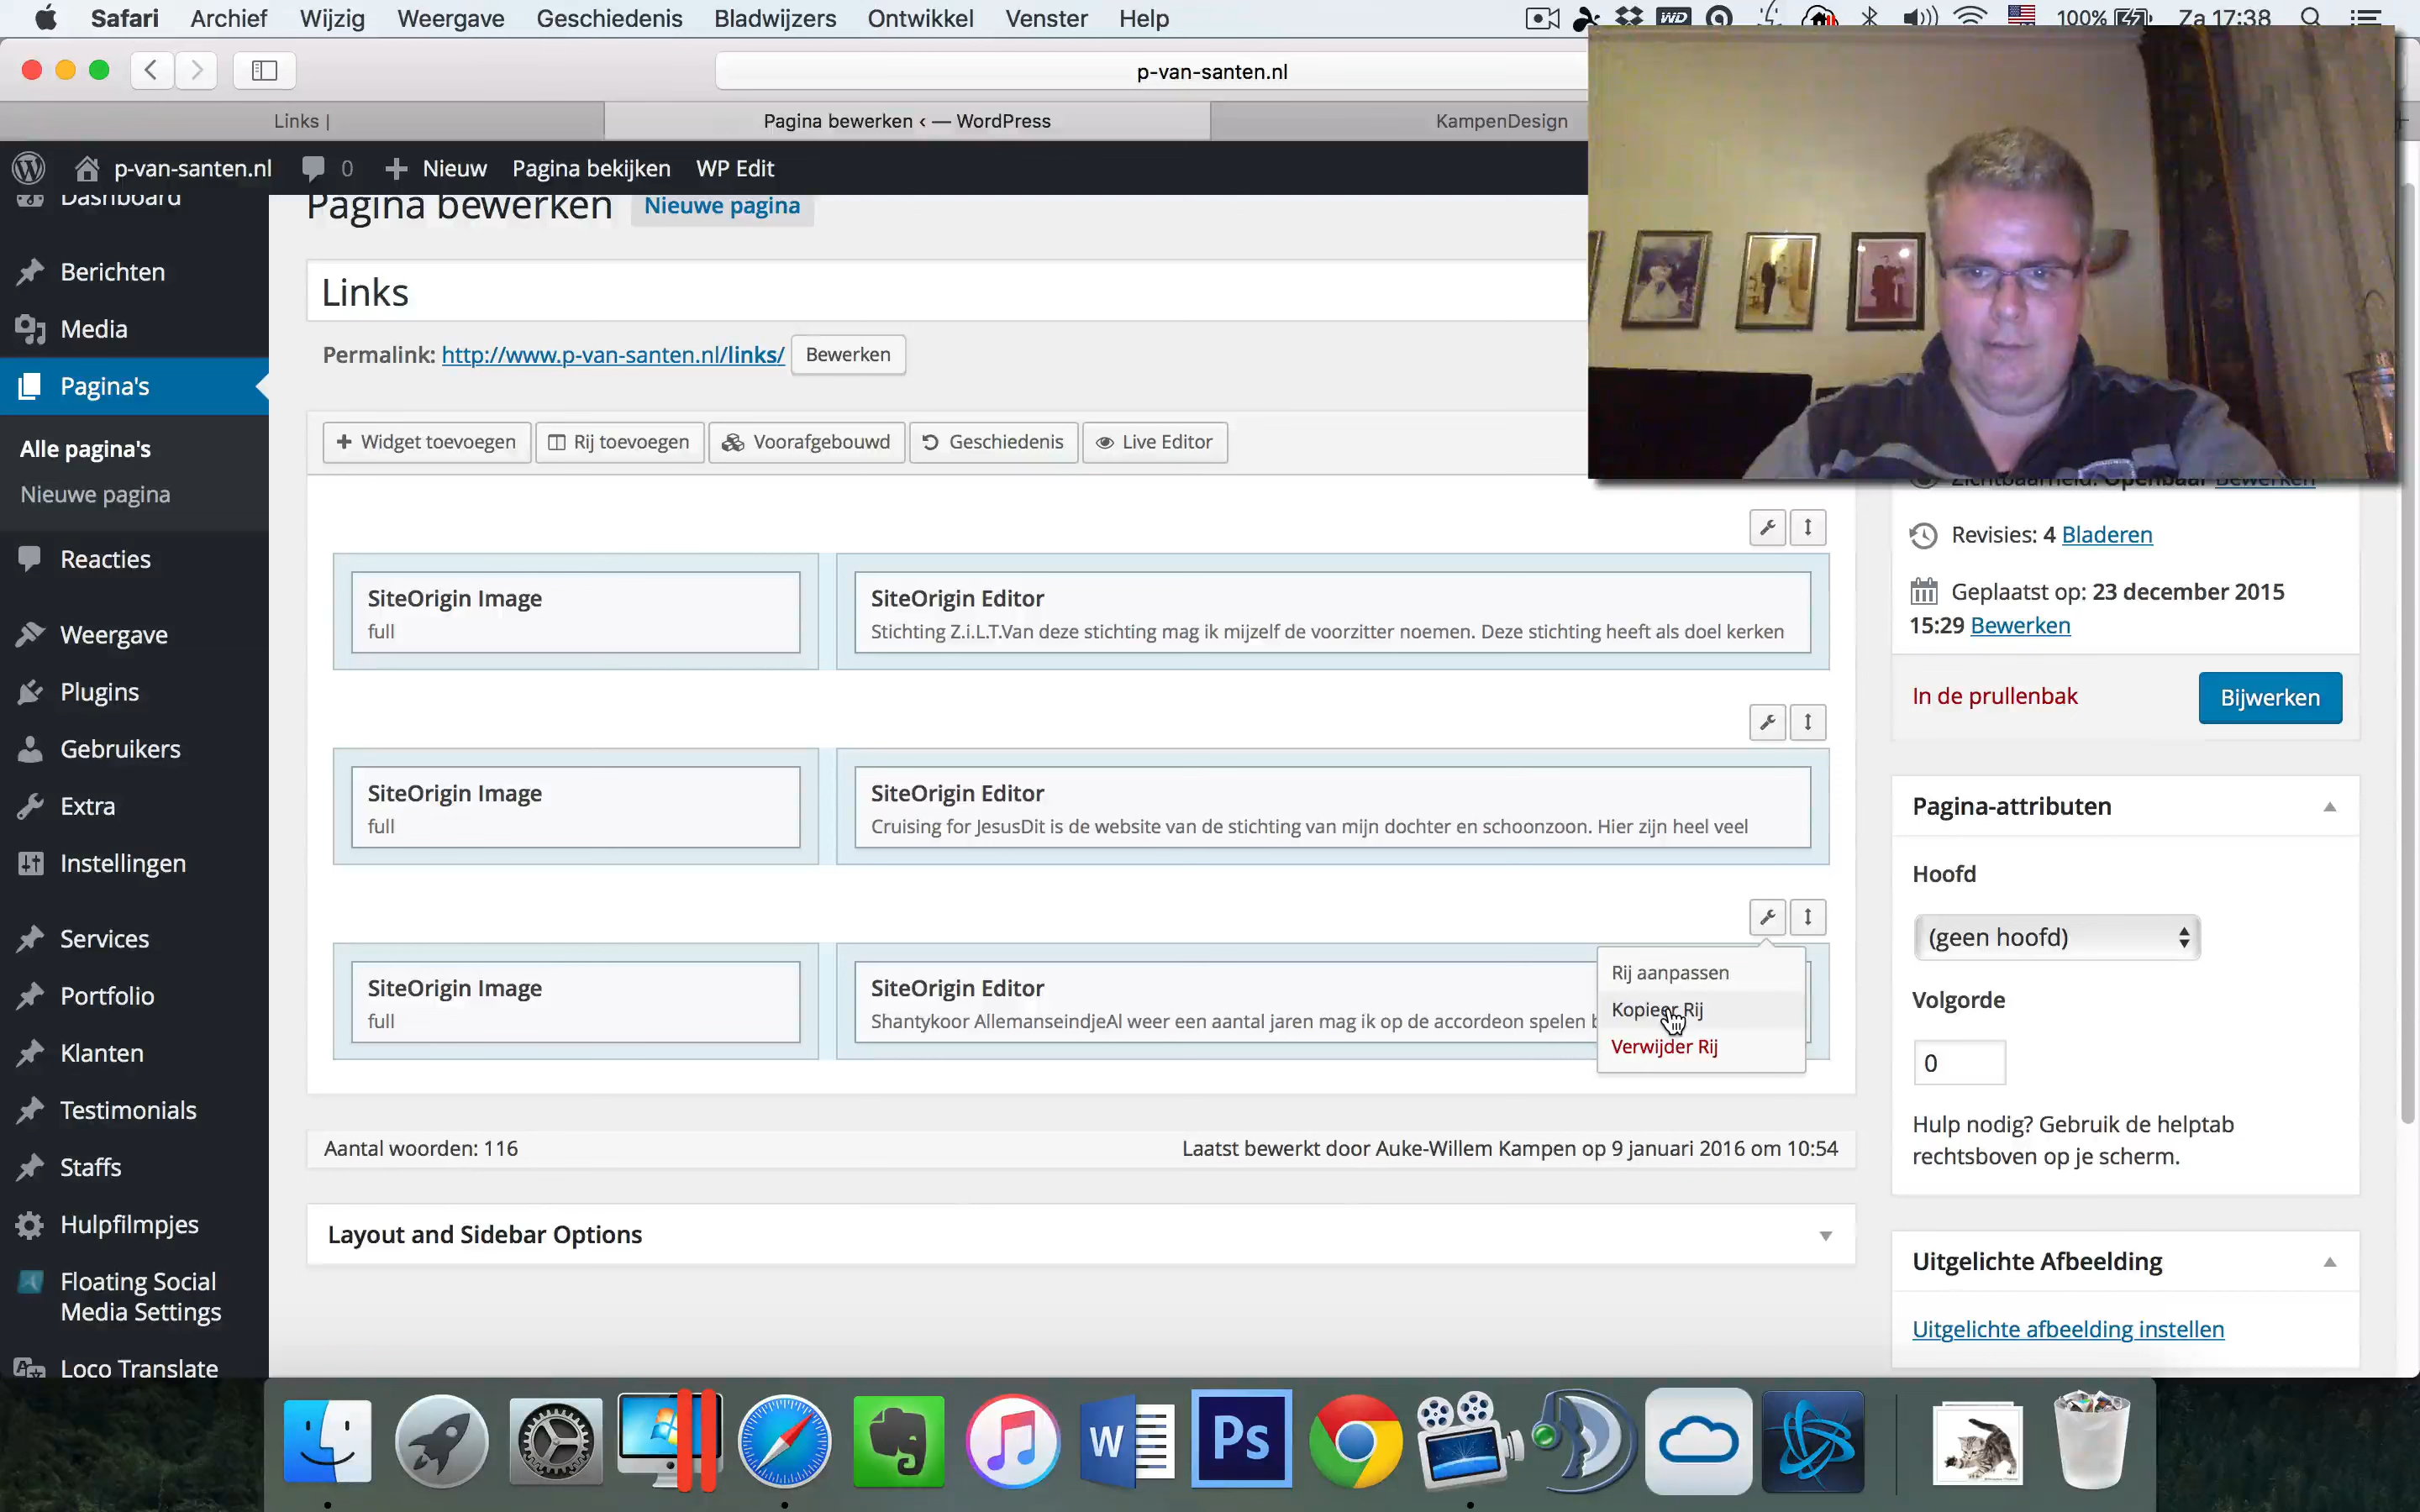 Safari Archief Wijzig Weergave Geschiedenis Bladwijzers Ontwikkel Venster Help
100% Za 17:38
p-van-santen.nl
Links |
Pagina bewerken ‹ — WordPress
KampenDesign
p-van-santen.nl 0 Nieuw Pagina bekijken WP Edit
Dashboard
Berichten
Media
Pagina's
Alle pagina's
Nieuwe pagina
Reacties
Weergave
Plugins
Gebruikers
Extra
Instellingen
Services
Portfolio
Klanten
Testimonials
Staffs
Hulpfilmpjes
Floating Social
Media Settings
Loco Translate
Pagina bewerken Nieuwe pagina
Links
Permalink: http://www.p-van-santen.nl/links/ Bewerken
Widget toevoegen Rij toevoegen Voorafgebouwd Geschiedenis Live Editor
SiteOrigin Image
full
SiteOrigin Editor
Stichting Z.i.L.T.Van deze stichting mag ik mijzelf de voorzitter noemen. Deze stichting heeft als doel kerken
SiteOrigin Image
full
SiteOrigin Editor
Cruising for JesusDit is de website van de stichting van mijn dochter en schoonzoon. Hier zijn heel veel
SiteOrigin Image
full
SiteOrigin Editor
Shantykoor AllemanseindjeAl weer een aantal jaren mag ik op de accordeon spelen
Rij aanpassen
Kopieer Rij
Verwijder Rij
Aantal woorden: 116
Laatst bewerkt door Auke-Willem Kampen op 9 januari 2016 om 10:54
Layout and Sidebar Options
Zichtbaarheid: Openbaar Bewerken
Revisies: 4 Bladeren
Geplaatst op: 23 december 2015
15:29 Bewerken
In de prullenbak
Bijwerken
Pagina-attributen
Hoofd
(geen hoofd)
Volgorde
0
Hulp nodig? Gebruik de helptab
rechtsboven op je scherm.
Uitgelichte Afbeelding
Uitgelichte afbeelding instellen
W
Ps